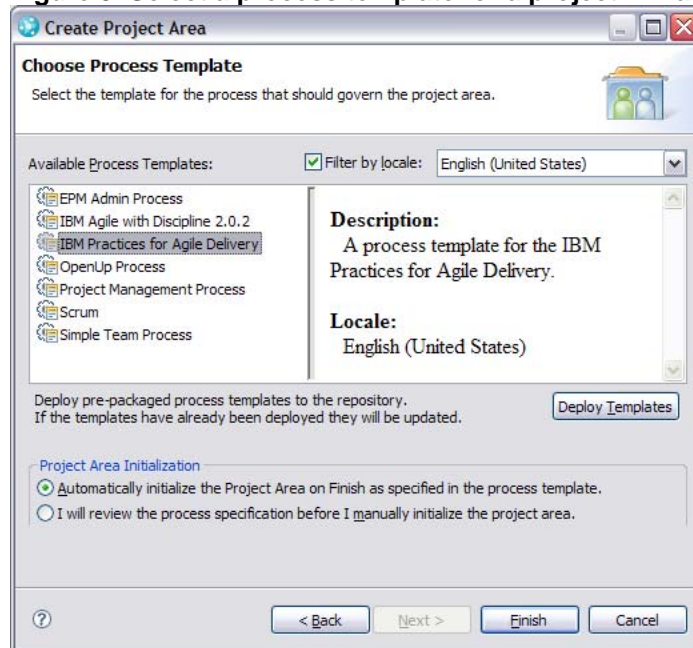 Create Project Area
Choose Process Template
Select the template for the process that should govern the project area.
Available Process Templates:
Filter by locale:
English (United States)
EPM Admin Process
IBM Agile with Discipline 2.0.2
IBM Practices for Agile Delivery
OpenUp Process
Project Management Process
Scrum
Simple Team Process
Description:
A process template for the IBM
Practices for Agile Delivery.
Locale:
English (United States)
Deploy pre-packaged process templates to the repository.
If the templates have already been deployed they will be updated.
Deploy Templates
Project Area Initialization
Automatically initialize the Project Area on Finish as specified in the process template.
I will review the process specification before I manually initialize the project area.
?
< Back
Next >
Finish
Cancel